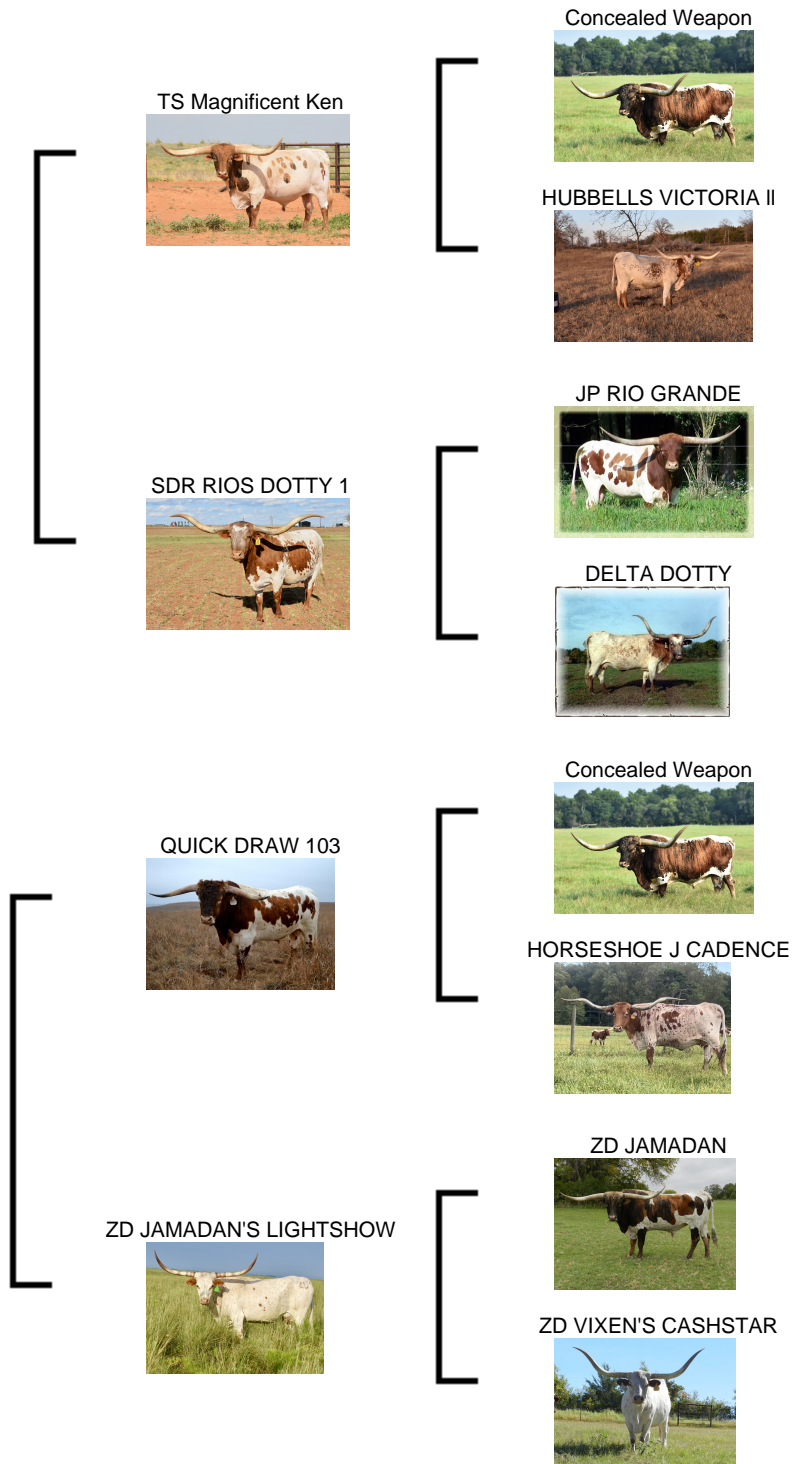 Concealed Weapon
TS Magnificent Ken
HUBBELLS VICTORIA II
JP RIO GRANDE
SDR RIOS DOTTY 1
DELTA DOTTY
Concealed Weapon
QUICK DRAW 103
HORSESHOE J CADENCE
ZD JAMADAN
ZD JAMADAN'S LIGHTSHOW
ZD VIXEN'S CASHSTAR